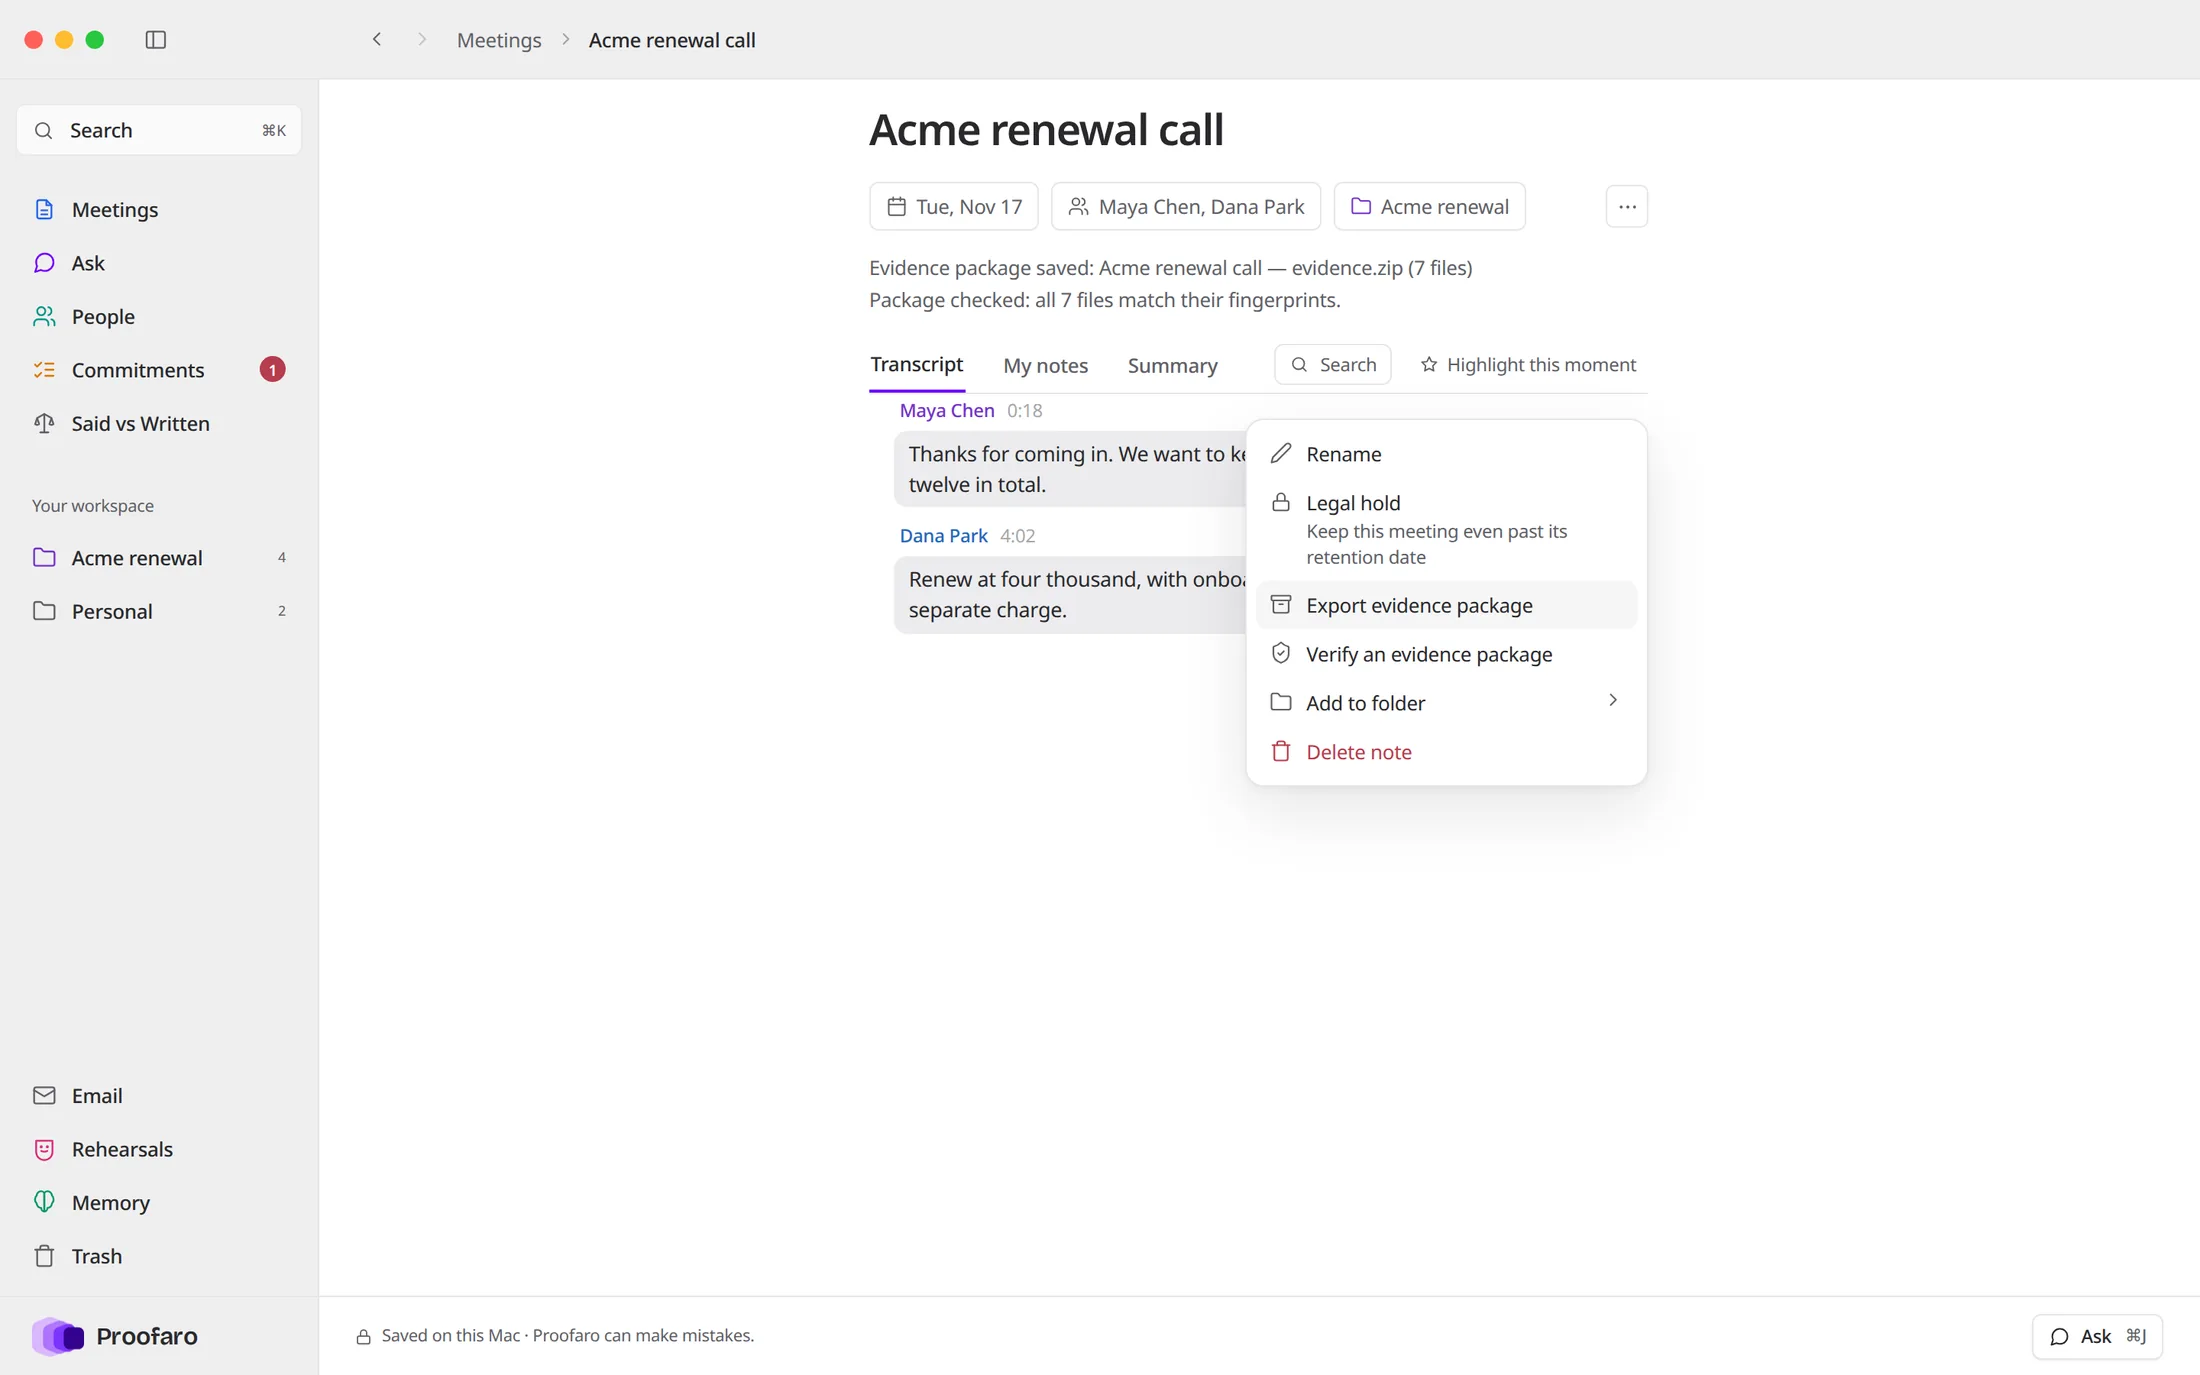 Meetings
Acme renewal call
Search
⌘K
Meetings
Ask
People
Commitments
1
Said vs Written
Your workspace
Acme renewal
4
Personal
2
Email
Rehearsals
Memory
Trash
Proofaro
Acme renewal call
Tue, Nov 17
Maya Chen, Dana Park
Acme renewal
Evidence package saved: Acme renewal call — evidence.zip (7 files)
Package checked: all 7 files match their fingerprints.
Transcript
My notes
Summary
Search
Highlight this moment
Maya Chen 0:18
Thanks for coming in. We want to
twelve in total.
Dana Park 4:02
Renew at four thousand, with
separate charge.
Rename
Legal hold
Keep this meeting even past its
retention date
Export evidence package
Verify an evidence package
Add to folder
Delete note
Saved on this Mac · Proofaro can make mistakes.
Ask ⌘J